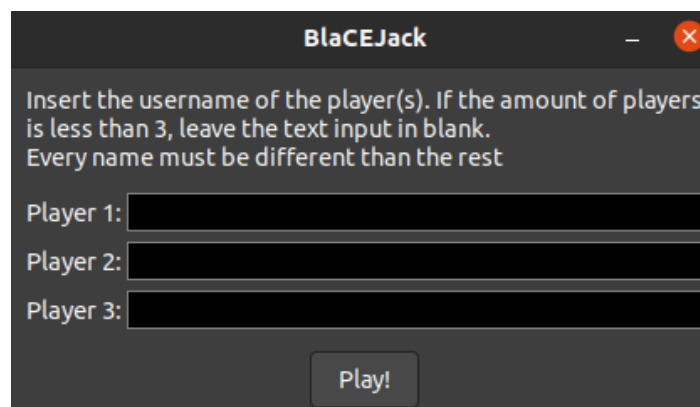 BlaCEJack
Insert the username of the player(s). If the amount of players
is less than 3, leave the text input in blank.
Every name must be different than the rest
Player 1:
Player 2:
Player 3:
Play!